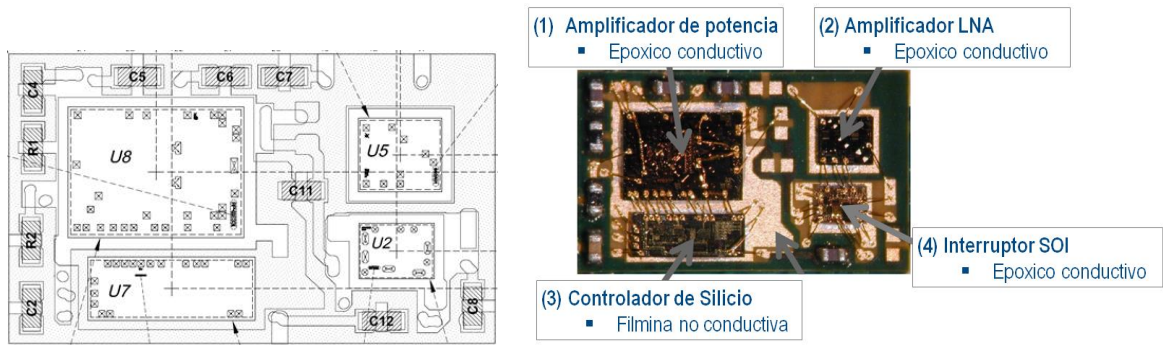 C4
C5
C6
C7
R1
U8
U5
C11
R2
U2
U7
C2
C12
C8
(1) Amplificador de potencia
▪ Epoxico conductivo
(2) Amplificador LNA
▪ Epoxico conductivo
(3) Controlador de Silicio
▪ Filmina no conductiva
(4) Interruptor SOI
▪ Epoxico conductivo